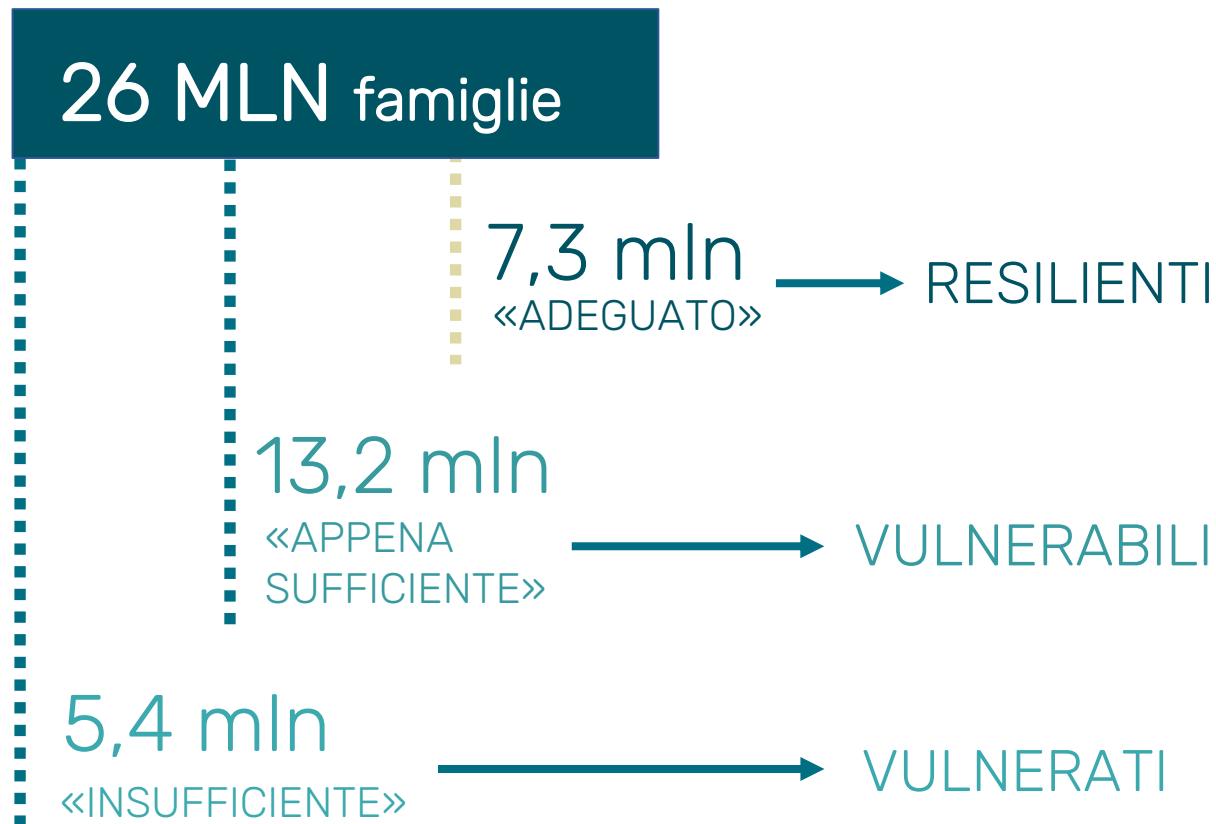 26 MLN famiglie
7,3 mln
«ADEGUATO»
RESILIENTI
13,2 mln
«APPENA
SUFFICIENTE»
VULNERABILI
5,4 mln
«INSUFFICIENTE»
VULNERATI